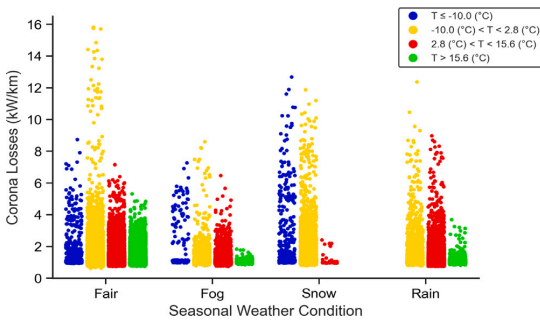 T ≤ -10.0 (°C)
-10.0 (°C) < T < 2.8 (°C)
2.8 (°C) < T < 15.6 (°C)
T > 15.6 (°C)
Corona Losses (kW/km)
16
14
12
10
8
6
4
2
0
Fair Fog Snow Rain
Seasonal Weather Condition